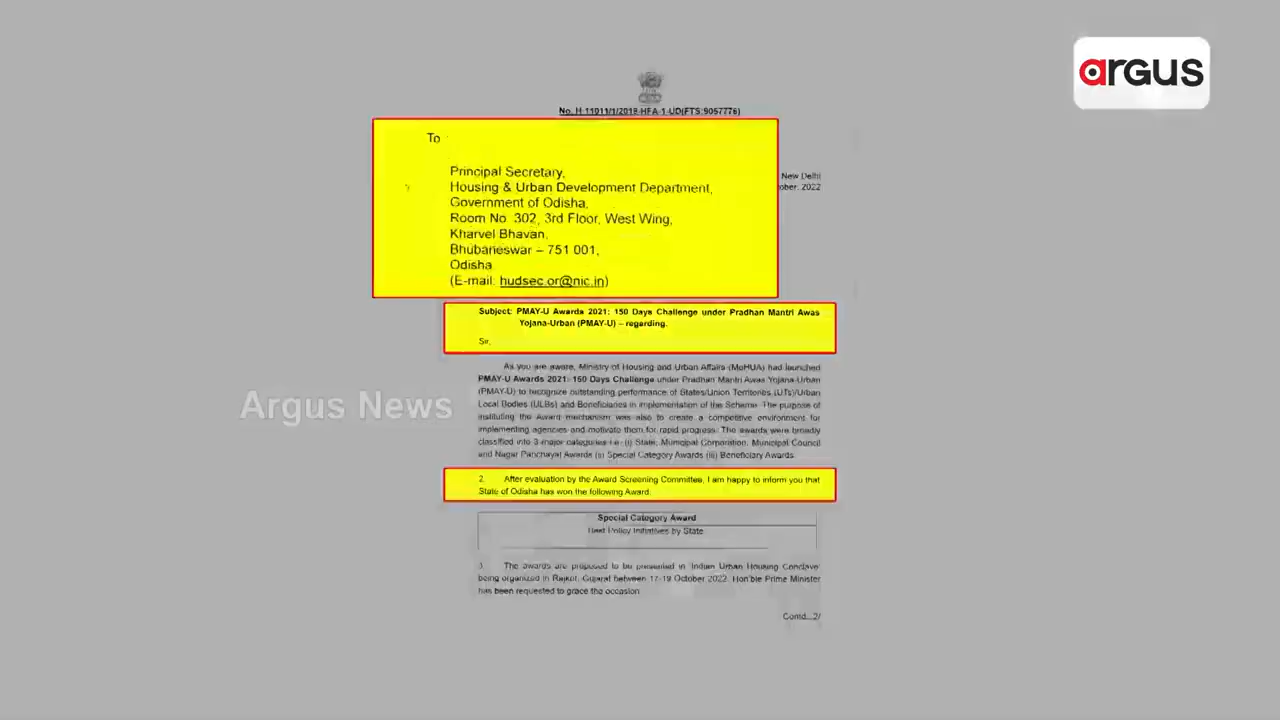 argus
No. H-11011/1/2019-HFA-1-UD(FTS:9057776)
To
New Delhi
ober, 2022
Principal Secretary,
Housing & Urban Development Department,
Government of Odisha,
Room No. 302, 3rd Floor, West Wing,
Kharvel Bhavan,
Bhubaneswar – 751 001,
Odisha
(E-mail: hudsec.or@nic.in)
Subject: PMAY-U Awards 2021: 150 Days Challenge under Pradhan Mantri Awas
Yojana-Urban (PMAY-U) – regarding.
Sir,
As you are aware, Ministry of Housing and Urban Affairs (MoHUA) had launched
PMAY-U Awards 2021: 150 Days Challenge under Pradhan Mantri Awas Yojana-Urban
(PMAY-U) to recognize outstanding performance of States/Union Territories (UTs)/Urban
Local Bodies (ULBs) and Beneficiaries in implementation of the Scheme. The purpose of
instituting the Award mechanism was also to create a competitive environment for
implementing agencies and motivate them for rapid progress. The awards were broadly
classified into 3 major categories i.e. (i) State, Municipal Corporation, Municipal Council
and Nagar Panchayat Awards (ii) Special Category Awards (iii) Beneficiary Awards.
Argus News
2. After evaluation by the Award Screening Committee, I am happy to inform you that
State of Odisha has won the following Award:
Special Category Award
Best Policy Initiatives by State
3. The awards are proposed to be presented in 'Indian Urban Housing Conclave'
being organized in Rajkot, Gujarat between 17-19 October 2022. Hon'ble Prime Minister
has been requested to grace the occasion.
Contd...2/